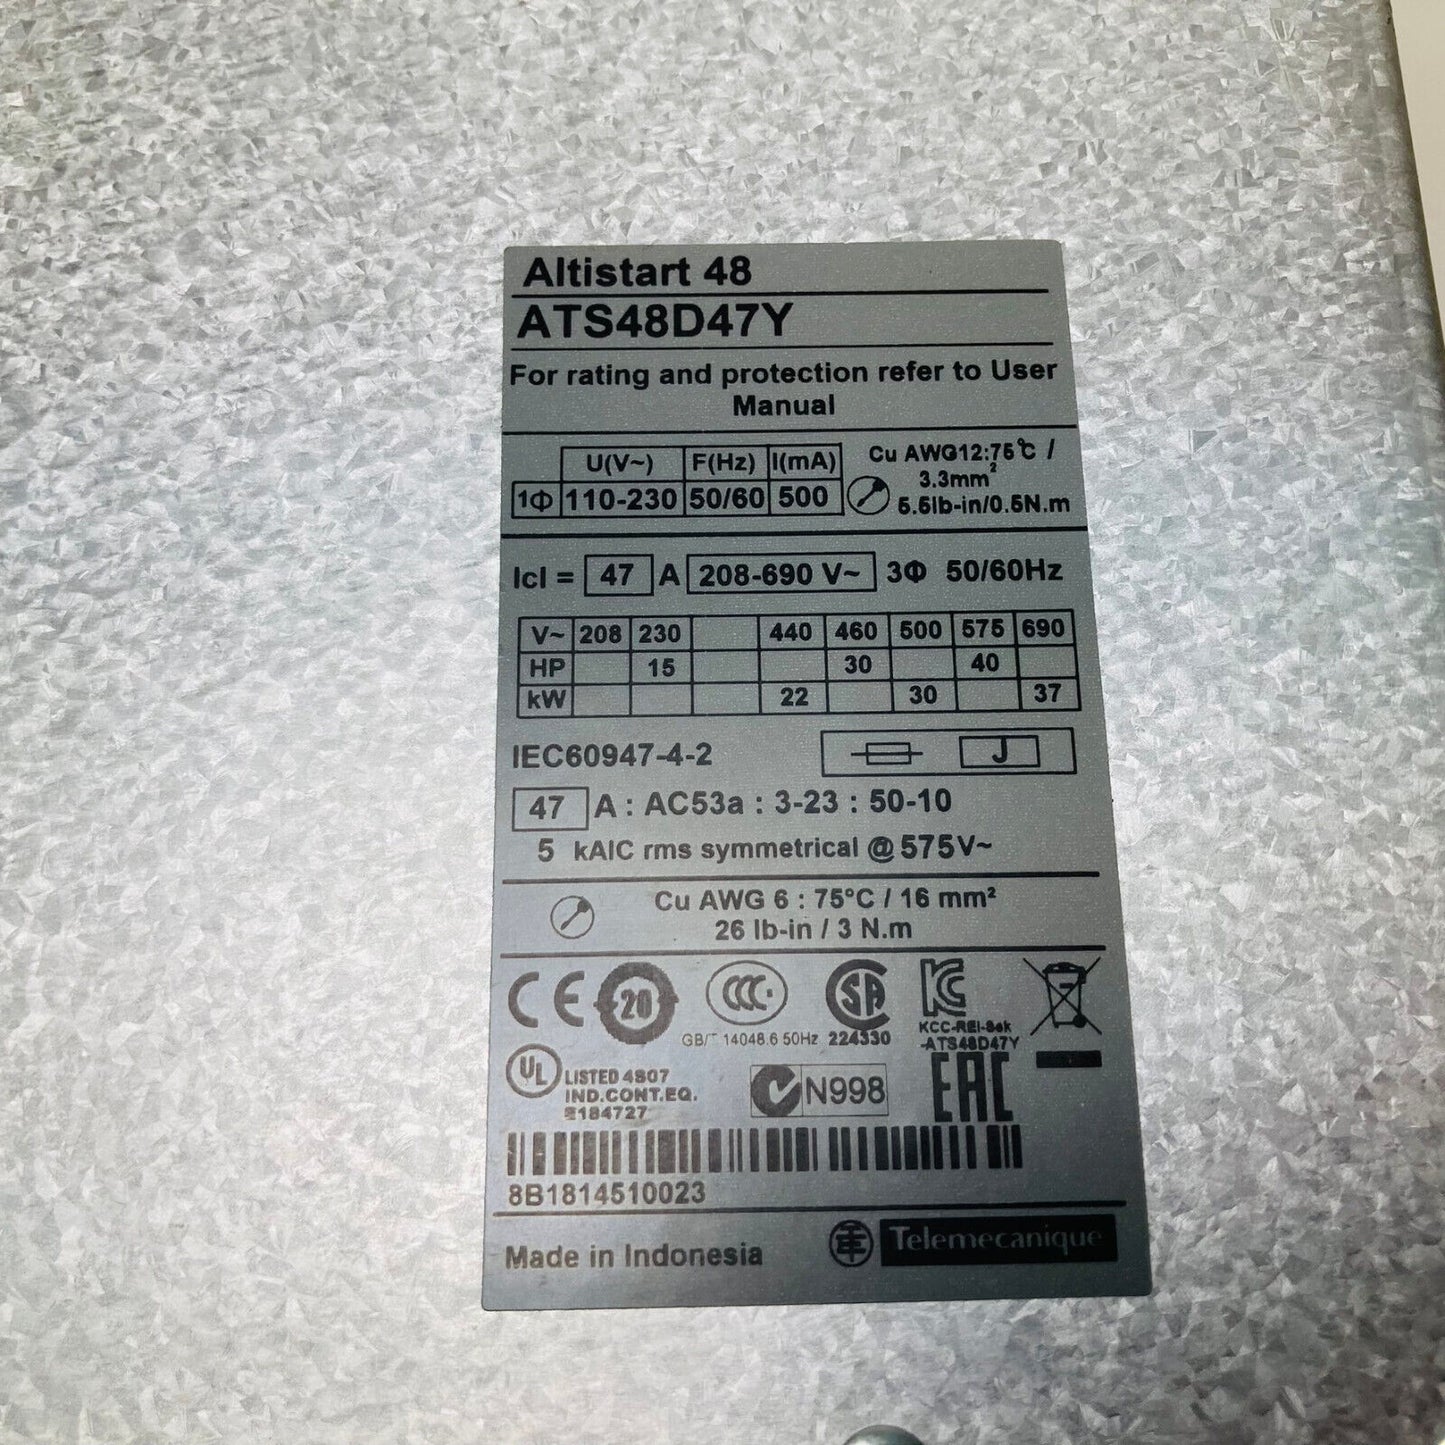 Altistart 48
ATS48D47Y
For rating and protection refer to User
Manual
U(V~) F(Hz) I(mA)
1Φ 110-230 50/60 500
Cu AWG12:75℃ /
3.3mm²
5.5lb-in/0.5N.m
Icl = 47 A 208-690 V~ 3Φ 50/60Hz
V~ 208 230 440 460 500 575 690
HP 15 30 40
kW 22 30 37
IEC60947-4-2 J
47 A : AC53a : 3-23 : 50-10
5 kAIC rms symmetrical @ 575V~
Cu AWG 6 : 75°C / 16 mm²
26 lb-in / 3 N.m
CE 20 CCC SA KC
GB/T 14048.6 50Hz 224330
KCC-REI-Sek
-ATS48D47Y
UL LISTED 4807
IND.CONT.EQ.
E184727
N998 EAC
8B1814510023
Made in Indonesia Telemecanique